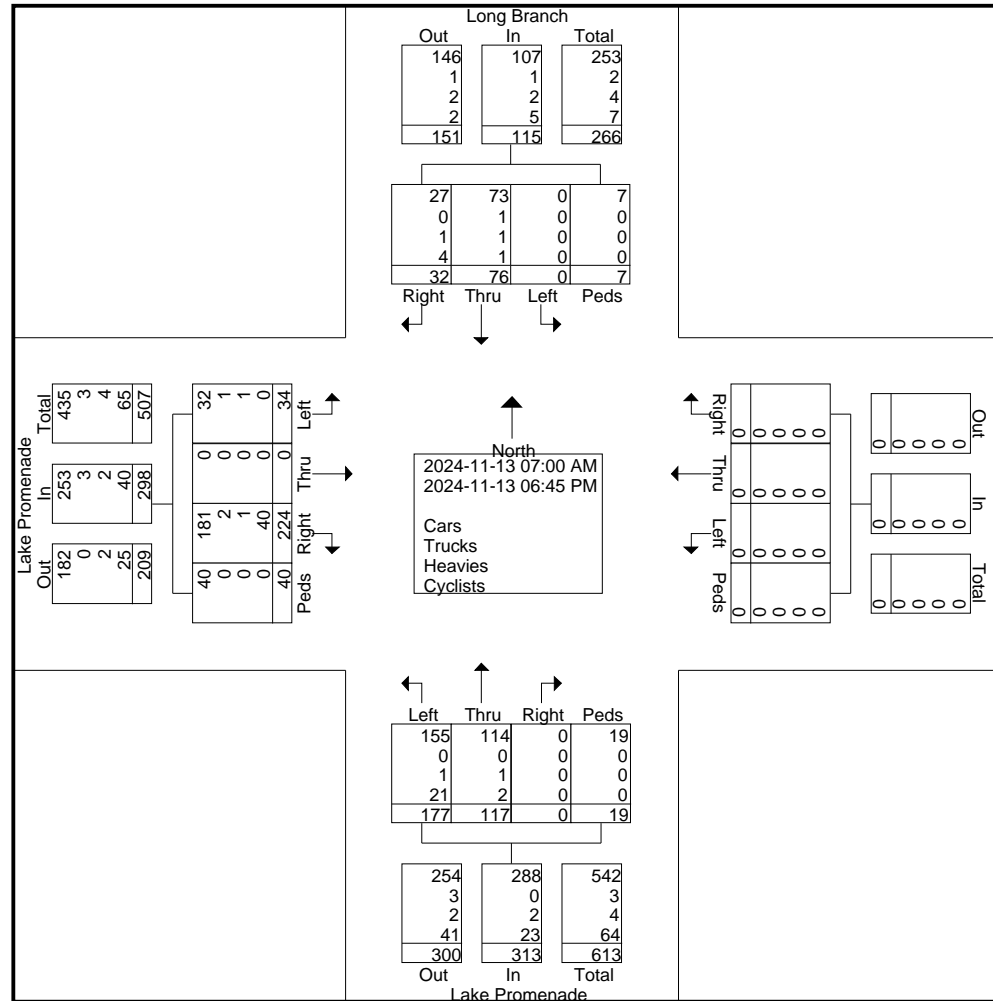 Long Branch
Out In Total
146 107 253
1 1 2
2 2 4
2 5 7
151 115 266
27 73 0 7
0 1 0 0
1 1 0 0
4 1 0 0
32 76 0 7
Right Thru Left Peds
Lake Promenade
Total
435 3 4 65 507
In
253 3 2 40 298
Out
182 0 2 25 209
32 1 1 0 34
Left
0 0 0 0 0
Thru
181 2 1 40 224
Right
40 0 0 0 40
Peds
North
2024-11-13 07:00 AM
2024-11-13 06:45 PM
Cars
Trucks
Heavies
Cyclists
Right
0 0 0 0 0
Thru
0 0 0 0 0
Left
0 0 0 0 0
Peds
0 0 0 0 0
Out
0 0 0 0 0
In
0 0 0 0 0
Total
0 0 0 0 0
Left Thru Right Peds
155 114 0 19
0 0 0 0
1 1 0 0
21 2 0 0
177 117 0 19
254 288 542
3 0 3
2 2 4
41 23 64
300 313 613
Out In Total
Lake Promenade